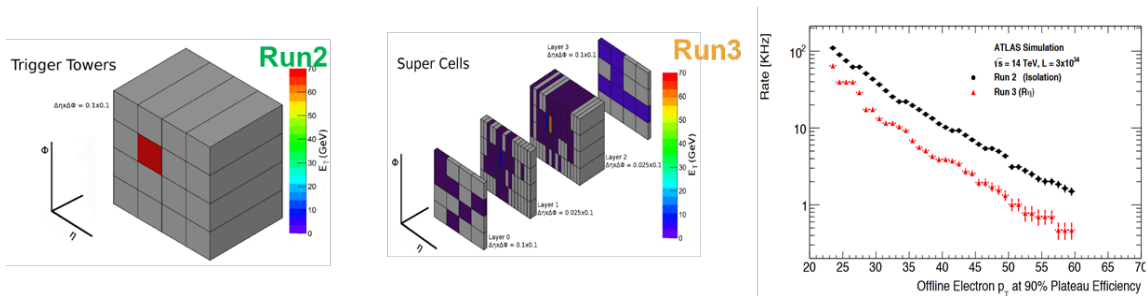 Run2
Trigger Towers
ΔηxΔΦ = 0.1x0.1
Φ
η
70
60
50
40
30
20
10
0
E_T (GeV)
Run3
Super Cells
Layer 3
ΔηxΔΦ = 0.1x0.1
Layer 2
ΔηxΔΦ = 0.025x0.1
Layer 1
ΔηxΔΦ = 0.025x0.1
Layer 0
ΔηxΔΦ = 0.1x0.1
Φ
η
70
60
50
40
30
20
10
0
E_T (GeV)
Rate [KHz]
10²
10
1
ATLAS Simulation
√s = 14 TeV, L = 3x10³⁴
Run 2 (Isolation)
Run 3 (Rη)
20 25 30 35 40 45 50 55 60 65 70
Offline Electron p_T at 90% Plateau Efficiency